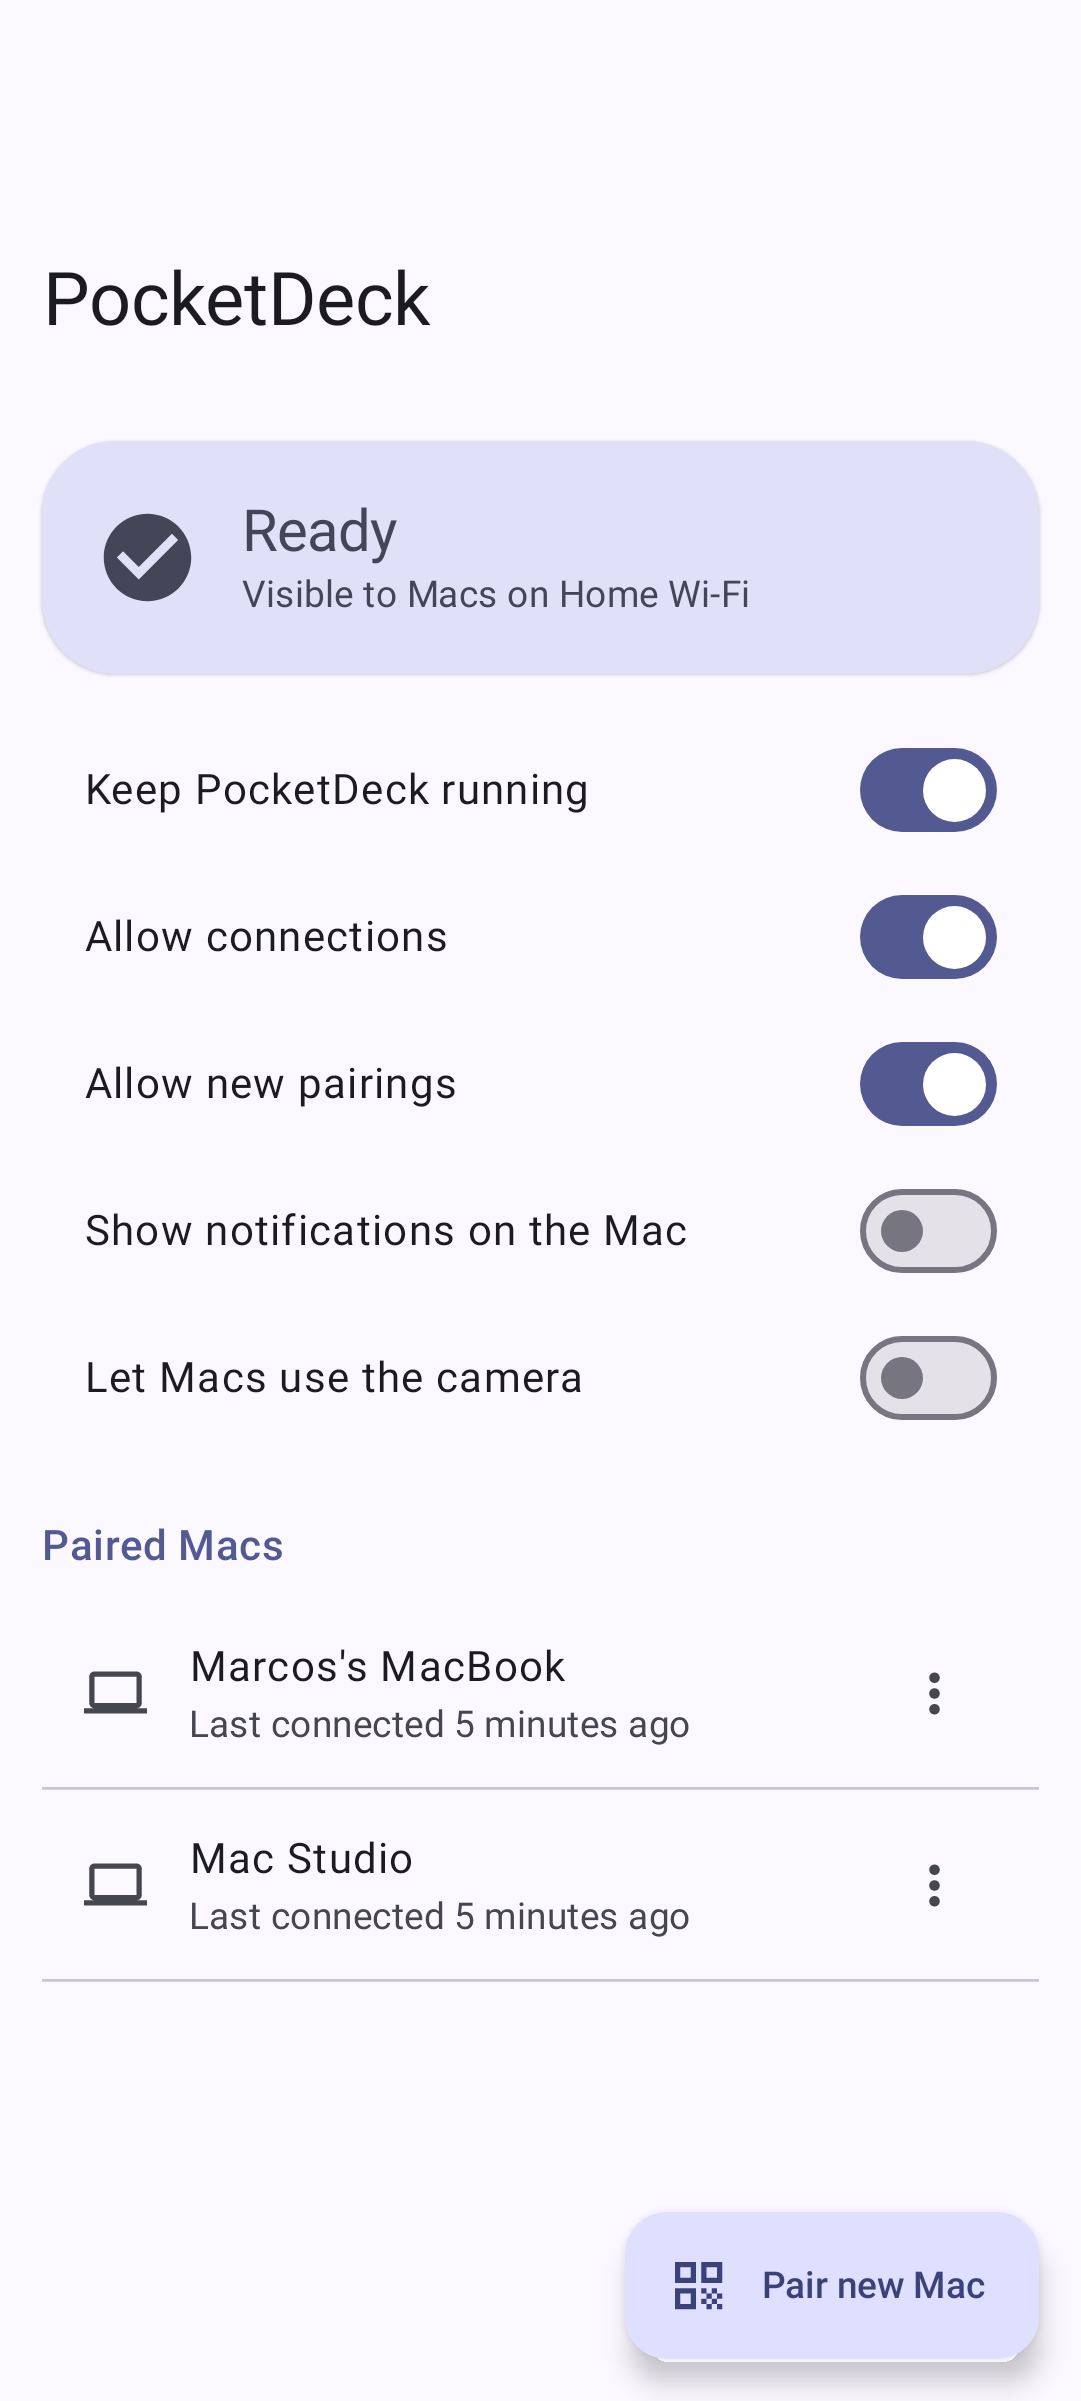 PocketDeck
Ready
Visible to Macs on Home Wi-Fi
Keep PocketDeck running
Allow connections
Allow new pairings
Show notifications on the Mac
Let Macs use the camera
Paired Macs
Marcos's MacBook
Last connected 5 minutes ago
Mac Studio
Last connected 5 minutes ago
Pair new Mac